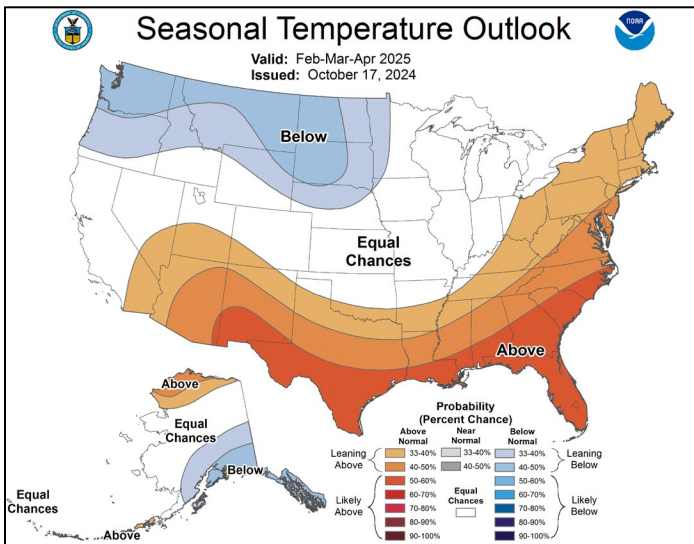 Seasonal Temperature Outlook
NOAA
Valid: Feb-Mar-Apr 2025
Issued: October 17, 2024
Below
Equal
Chances
Above
Above
Equal
Chances
Below
Equal
Chances
Above
Probability
(Percent Chance)
Above
Normal
Near
Normal
Below
Normal
Leaning
Above
33-40%
40-50%
33-40%
40-50%
33-40%
40-50%
Leaning
Below
Likely
Above
50-60%
60-70%
70-80%
80-90%
90-100%
Equal
Chances
50-60%
60-70%
70-80%
80-90%
90-100%
Likely
Below